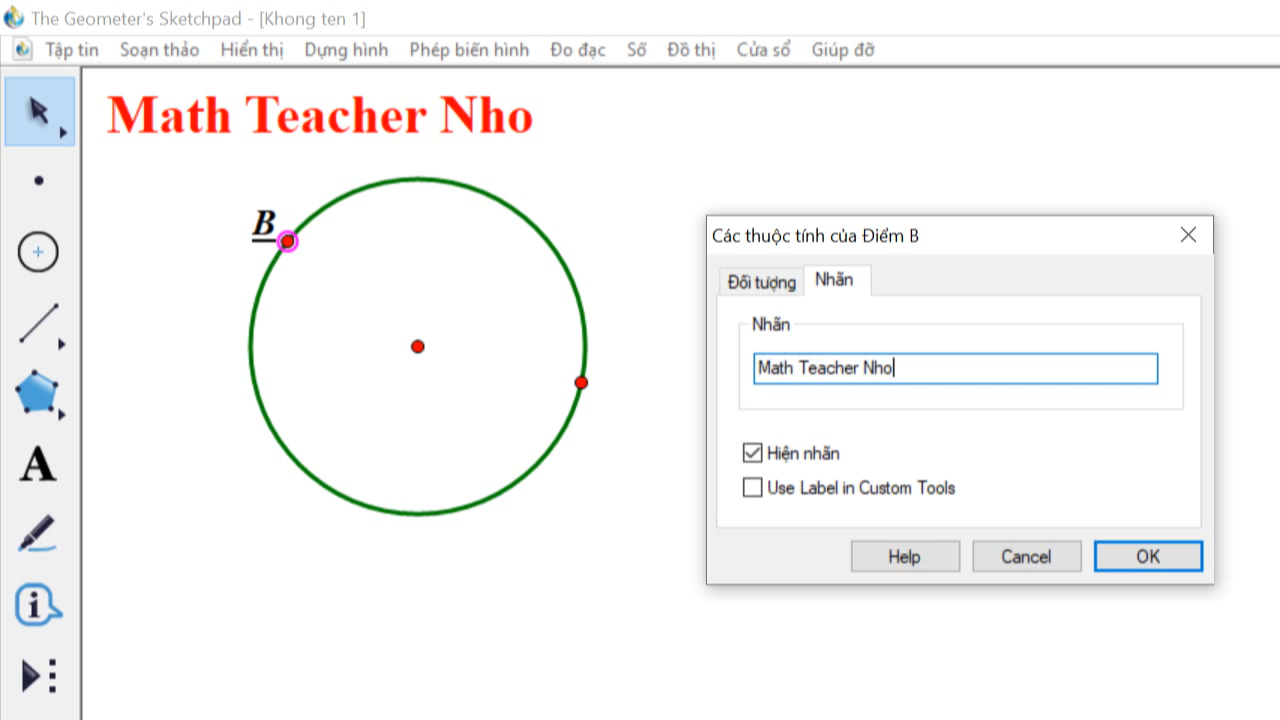 The Geometer's Sketchpad - [Khong ten 1]
Tập tin Soạn thảo Hiển thị Dựng hình Phép biến hình Đo đạc Số Đồ thị Cửa sổ Giúp đỡ
Math Teacher Nho
B
Các thuộc tính của Điểm B
Đối tượng Nhãn
Nhãn
Math Teacher Nho
Hiện nhãn
Use Label in Custom Tools
Help Cancel OK
A
i